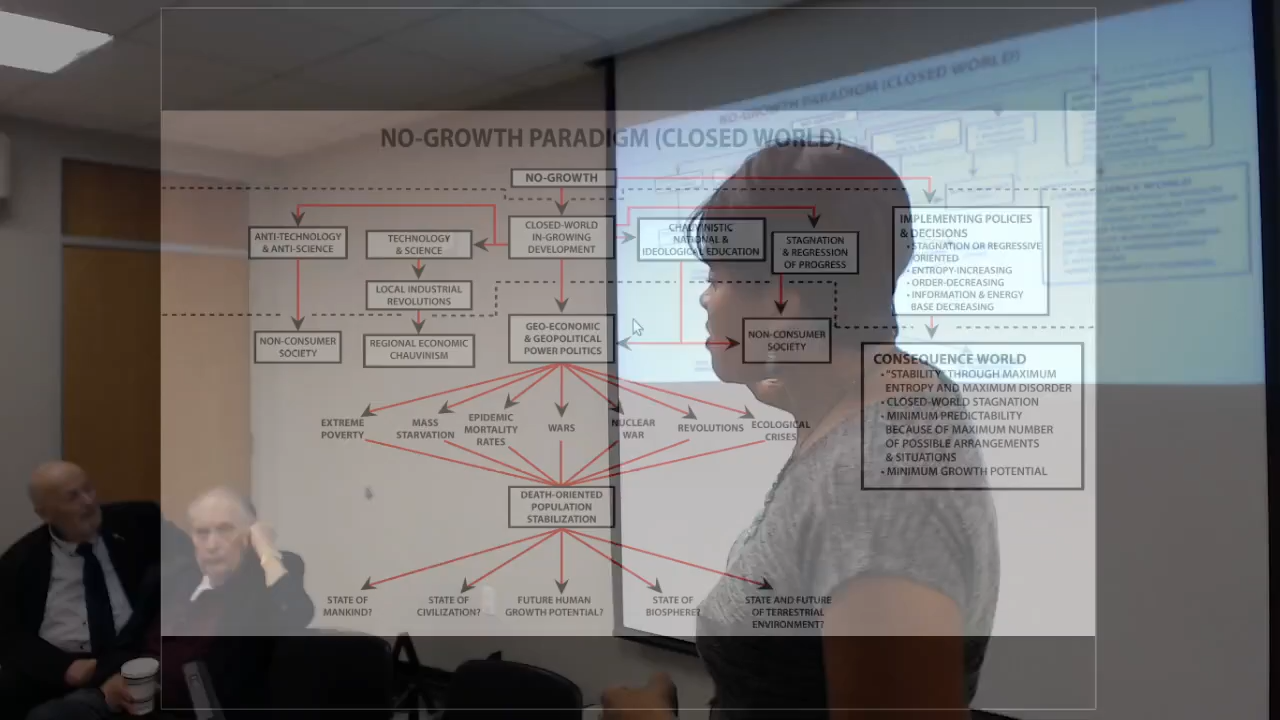 NO-GROWTH PARADIGM (CLOSED WORLD)
NO-GROWTH
ANTI-TECHNOLOGY
& ANTI-SCIENCE
TECHNOLOGY
& SCIENCE
CLOSED-WORLD
IN-GROWING
DEVELOPMENT
CHAUVINISTIC
NATIONAL &
IDEOLOGICAL EDUCATION
STAGNATION
& REGRESSION
OF PROGRESS
IMPLEMENTING POLICIES
& DECISIONS
• STAGNATION OR REGRESSIVE
ORIENTED
• ENTROPY-INCREASING
• ORDER-DECREASING
• INFORMATION & ENERGY
BASE DECREASING
LOCAL INDUSTRIAL
REVOLUTIONS
NON-CONSUMER
SOCIETY
REGIONAL ECONOMIC
CHAUVINISM
GEO-ECONOMIC
& GEOPOLITICAL
POWER POLITICS
NON-CONSUMER
SOCIETY
CONSEQUENCE WORLD
• "STABILITY" THROUGH MAXIMUM
ENTROPY AND MAXIMUM DISORDER
• CLOSED-WORLD STAGNATION
• MINIMUM PREDICTABILITY
BECAUSE OF MAXIMUM NUMBER
OF POSSIBLE ARRANGEMENTS
& SITUATIONS
• MINIMUM GROWTH POTENTIAL
EXTREME
POVERTY
MASS
STARVATION
EPIDEMIC
MORTALITY
RATES
WARS
NUCLEAR
WAR
REVOLUTIONS
ECOLOGICAL
CRISES
DEATH-ORIENTED
POPULATION
STABILIZATION
STATE OF
MANKIND?
STATE OF
CIVILIZATION?
FUTURE HUMAN
GROWTH POTENTIAL?
STATE OF
BIOSPHERE?
STATE AND FUTURE
OF TERRESTRIAL
ENVIRONMENT?
NO-GROWTH PARADIGM (CLOSED WORLD)